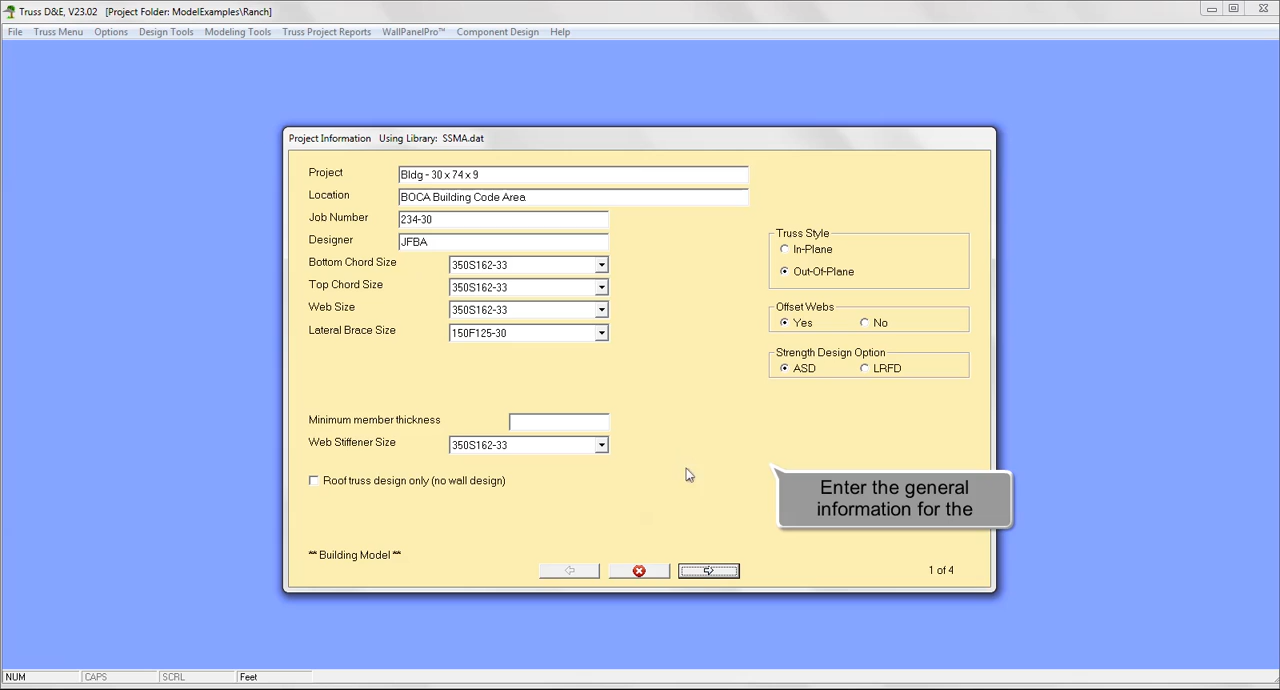 Truss D&E, V23.02 [Project Folder: ModelExamples\Ranch]
File Truss Menu Options Design Tools Modeling Tools Truss Project Reports WallPanelPro™ Component Design Help
Project Information Using Library: SSMA.dat
Project Bldg - 30 x 74 x 9
Location BOCA Building Code Area
Job Number 234-30
Designer JFBA
Bottom Chord Size 350S162-33
Top Chord Size 350S162-33
Web Size 350S162-33
Lateral Brace Size 150F125-30
Truss Style
In-Plane
Out-Of-Plane
Offset Webs
Yes No
Strength Design Option
ASD LRFD
Minimum member thickness
Web Stiffener Size 350S162-33
Roof truss design only (no wall design)
Enter the general
information for the
** Building Model **
1 of 4
NUM CAPS SCRL Feet